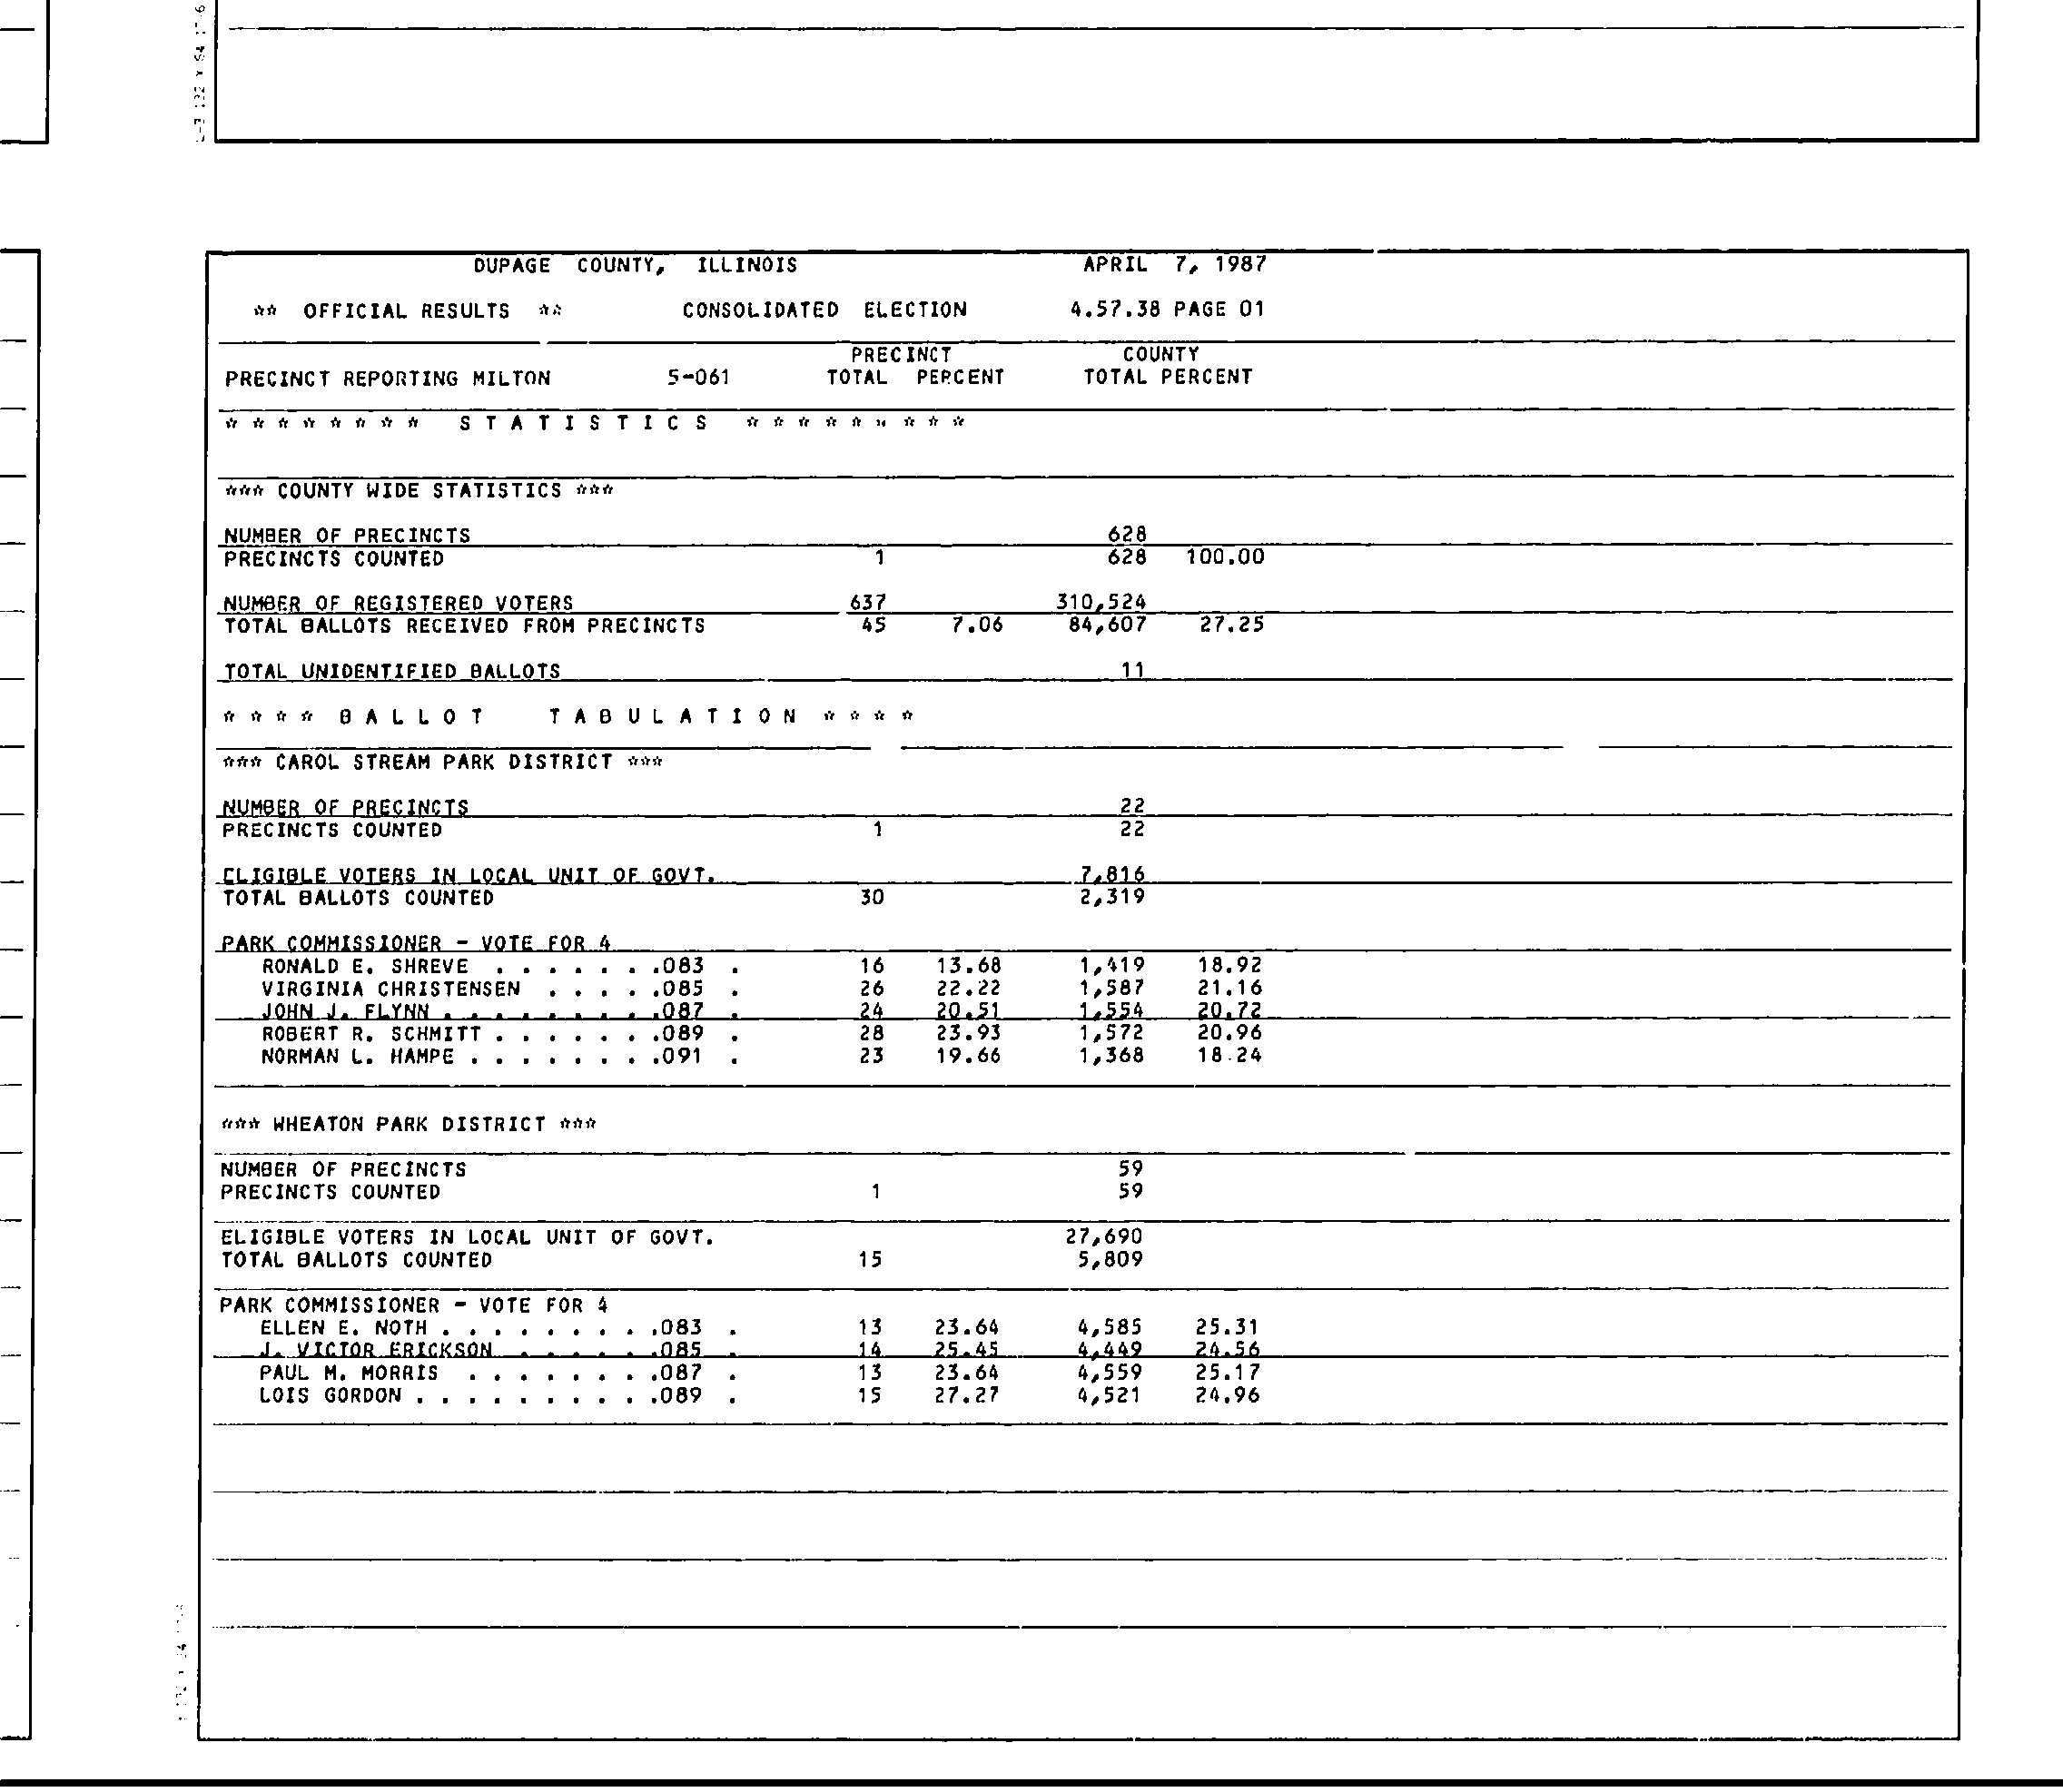 DUPAGE COUNTY, ILLINOIS APRIL 7, 1987
** OFFICIAL RESULTS ** CONSOLIDATED ELECTION 4.57.38 PAGE 01
PRECINCT COUNTY
PRECINCT REPORTING MILTON 5-061 TOTAL PERCENT TOTAL PERCENT
* * * * * * * * S T A T I S T I C S * * * * * * * * *
*** COUNTY WIDE STATISTICS ***
NUMBER OF PRECINCTS 628
PRECINCTS COUNTED 1 628 100.00
NUMBER OF REGISTERED VOTERS 637 310,524
TOTAL BALLOTS RECEIVED FROM PRECINCTS 45 7.06 84,607 27.25
TOTAL UNIDENTIFIED BALLOTS 11
* * * * B A L L O T T A B U L A T I O N * * * *
*** CAROL STREAM PARK DISTRICT ***
NUMBER OF PRECINCTS 22
PRECINCTS COUNTED 1 22
ELIGIBLE VOTERS IN LOCAL UNIT OF GOVT. 7,816
TOTAL BALLOTS COUNTED 30 2,319
PARK COMMISSIONER - VOTE FOR 4
RONALD E. SHREVE . . . . . . .083 . 16 13.68 1,419 18.92
VIRGINIA CHRISTENSEN . . . . .085 . 26 22.22 1,587 21.16
JOHN J. FLYNN . . . . . . . . .087 . 24 20.51 1,554 20.72
ROBERT R. SCHMITT . . . . . . .089 . 28 23.93 1,572 20.96
NORMAN L. HAMPE . . . . . . . .091 . 23 19.66 1,368 18.24
*** WHEATON PARK DISTRICT ***
NUMBER OF PRECINCTS 59
PRECINCTS COUNTED 1 59
ELIGIBLE VOTERS IN LOCAL UNIT OF GOVT. 27,690
TOTAL BALLOTS COUNTED 15 5,809
PARK COMMISSIONER - VOTE FOR 4
ELLEN E. NOTH . . . . . . . . .083 . 13 23.64 4,585 25.31
J. VICTOR ERICKSON . . . . . .085 . 14 25.45 4,449 24.56
PAUL M. MORRIS . . . . . . . .087 . 13 23.64 4,559 25.17
LOIS GORDON . . . . . . . . . .089 . 15 27.27 4,521 24.96